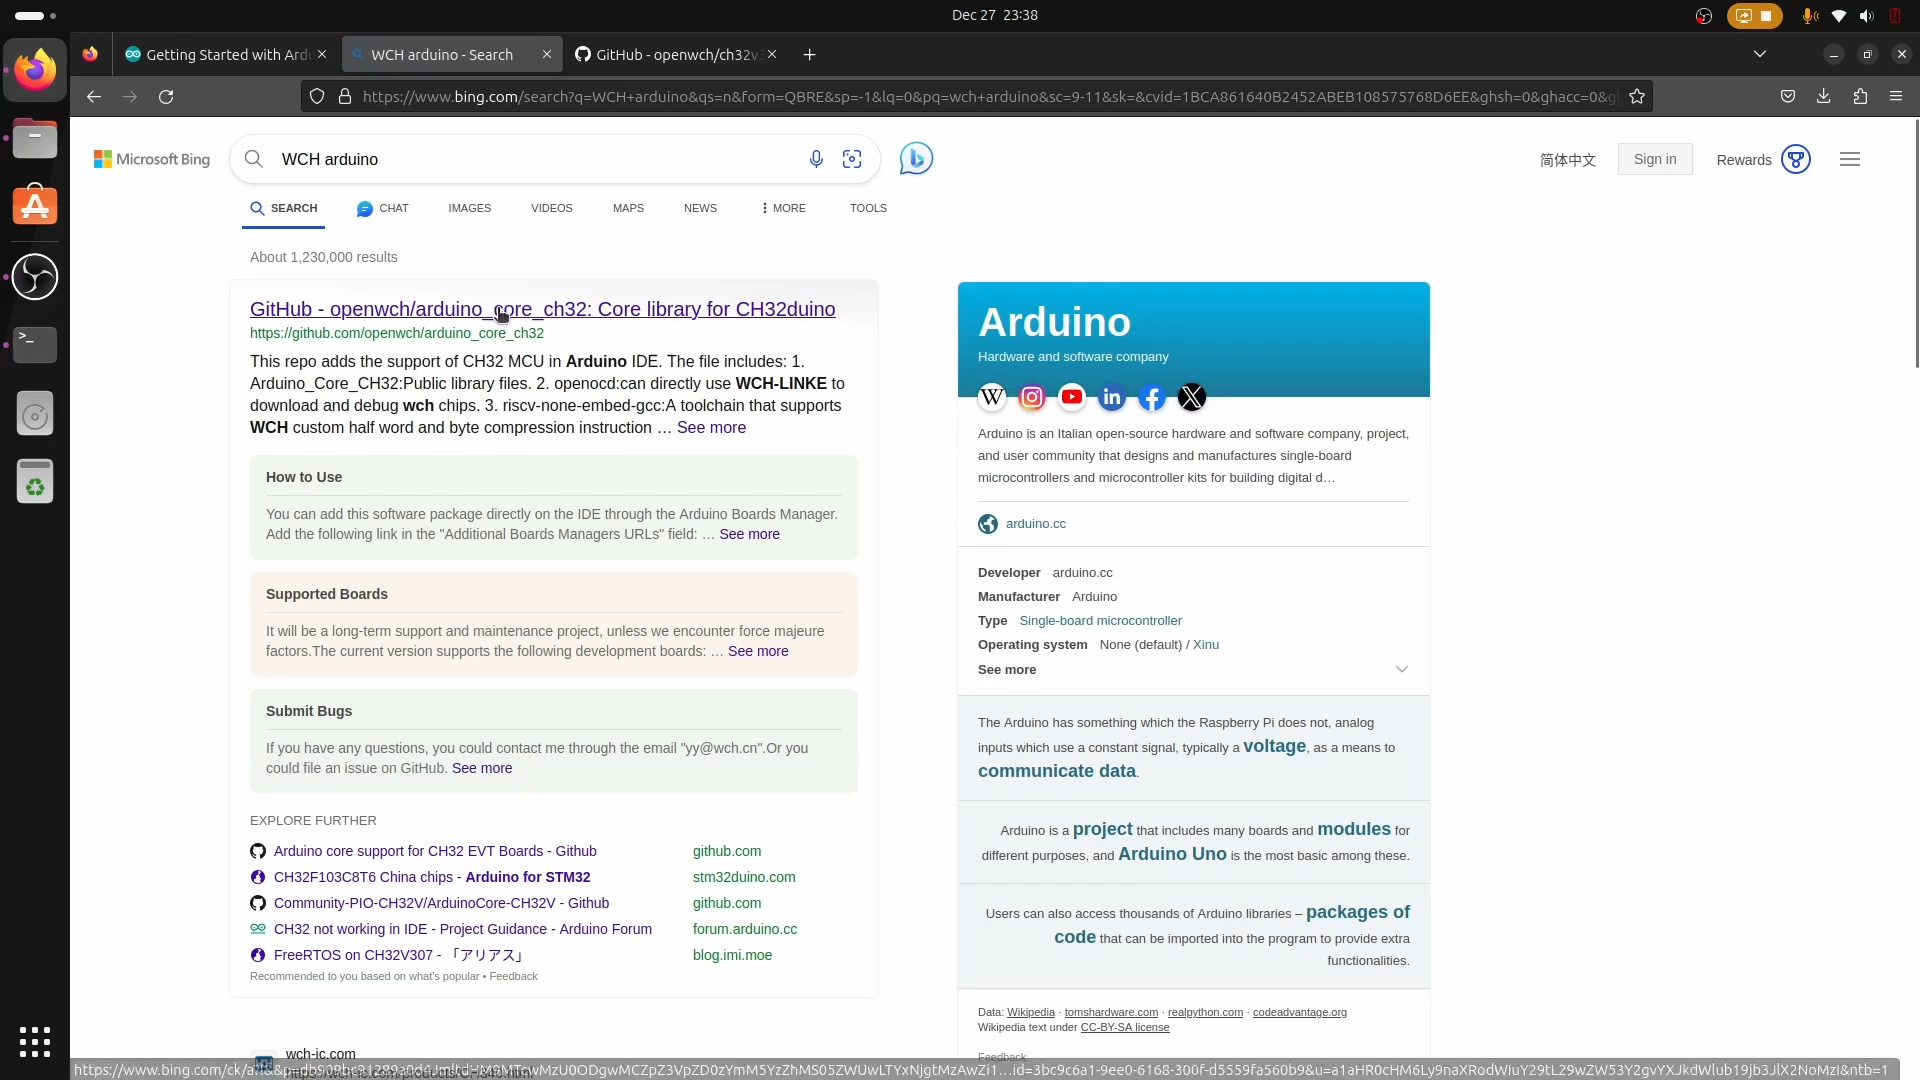 Dec 27 23:38
Getting Started with Ard
WCH arduino - Search
GitHub - openwch/ch32v3
https://www.bing.com/search?q=WCH+arduino&qs=n&form=QBRE&sp=-1&lq=0&pq=wch+arduino&sc=9-11&sk=&cvid=1BCA861640B2452ABEB108575768D6EE&ghsh=0&ghacc=0&g
Microsoft Bing
WCH arduino
简体中文
Sign in
Rewards
SEARCH
CHAT
IMAGES
VIDEOS
MAPS
NEWS
MORE
TOOLS
About 1,230,000 results
GitHub - openwch/arduino_core_ch32: Core library for CH32duino
https://github.com/openwch/arduino_core_ch32
This repo adds the support of CH32 MCU in Arduino IDE. The file includes: 1.
Arduino_Core_CH32:Public library files. 2. openocd:can directly use WCH-LINKE to
download and debug wch chips. 3. riscv-none-embed-gcc:A toolchain that supports
WCH custom half word and byte compression instruction … See more
How to Use
You can add this software package directly on the IDE through the Arduino Boards Manager.
Add the following link in the "Additional Boards Managers URLs" field: … See more
Supported Boards
It will be a long-term support and maintenance project, unless we encounter force majeure
factors.The current version supports the following development boards: … See more
Submit Bugs
If you have any questions, you could contact me through the email "yy@wch.cn".Or you
could file an issue on GitHub. See more
EXPLORE FURTHER
Arduino core support for CH32 EVT Boards - Github github.com
CH32F103C8T6 China chips - Arduino for STM32 stm32duino.com
Community-PIO-CH32V/ArduinoCore-CH32V - Github github.com
CH32 not working in IDE - Project Guidance - Arduino Forum forum.arduino.cc
FreeRTOS on CH32V307 - 「アリアス」 blog.imi.moe
Recommended to you based on what's popular • Feedback
wch-ic.com
Arduino
Hardware and software company
Arduino is an Italian open-source hardware and software company, project,
and user community that designs and manufactures single-board
microcontrollers and microcontroller kits for building digital d…
arduino.cc
Developer arduino.cc
Manufacturer Arduino
Type Single-board microcontroller
Operating system None (default) / Xinu
See more
The Arduino has something which the Raspberry Pi does not, analog
inputs which use a constant signal, typically a voltage, as a means to
communicate data.
Arduino is a project that includes many boards and modules for
different purposes, and Arduino Uno is the most basic among these.
Users can also access thousands of Arduino libraries – packages of
code that can be imported into the program to provide extra
functionalities.
Data: Wikipedia · tomshardware.com · realpython.com · codeadvantage.org
Wikipedia text under CC-BY-SA license
Feedback